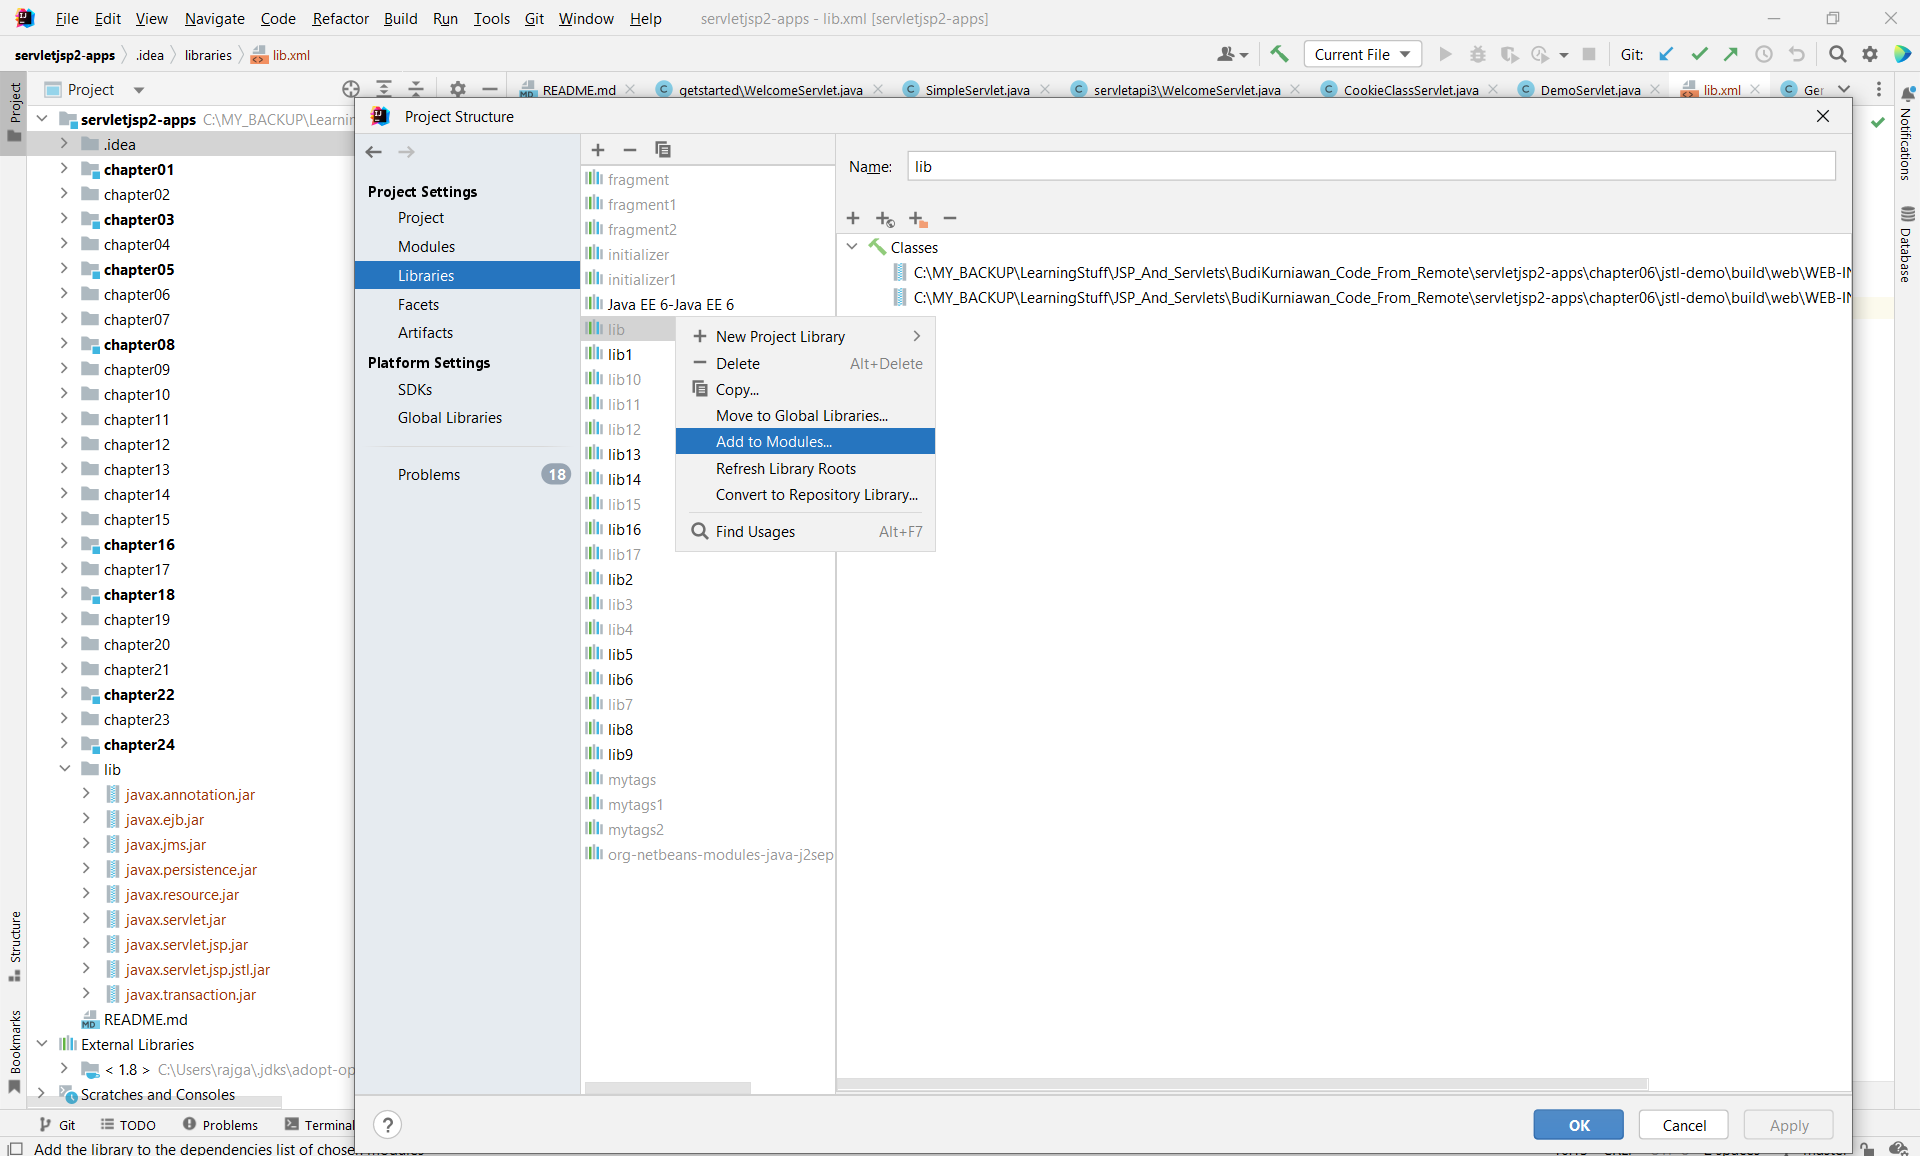 File Edit View Navigate Code Refactor Build Run Tools Git Window Help servletjsp2-apps - lib.xml [servletjsp2-apps]
servletjsp2-apps .idea libraries lib.xml Current File Git:
Project README.md getstarted\WelcomeServlet.java SimpleServlet.java servletapi3\WelcomeServlet.java CookieClassServlet.java DemoServlet.java lib.xml
Project
Structure
Bookmarks
servletjsp2-apps C:\MY_BACKUP\Learnin
.idea
chapter01
chapter02
chapter03
chapter04
chapter05
chapter06
chapter07
chapter08
chapter09
chapter10
chapter11
chapter12
chapter13
chapter14
chapter15
chapter16
chapter17
chapter18
chapter19
chapter20
chapter21
chapter22
chapter23
chapter24
lib
javax.annotation.jar
javax.ejb.jar
javax.jms.jar
javax.persistence.jar
javax.resource.jar
javax.servlet.jar
javax.servlet.jsp.jar
javax.servlet.jsp.jstl.jar
javax.transaction.jar
README.md
External Libraries
< 1.8 > C:\Users\rajga\.jdks\adopt-op
Scratches and Consoles
Project Structure
Project Settings
Project
Modules
Libraries
Facets
Artifacts
Platform Settings
SDKs
Global Libraries
Problems 18
fragment
fragment1
fragment2
initializer
initializer1
Java EE 6-Java EE 6
lib
lib1
lib10
lib11
lib12
lib13
lib14
lib15
lib16
lib17
lib2
lib3
lib4
lib5
lib6
lib7
lib8
lib9
mytags
mytags1
mytags2
org-netbeans-modules-java-j2sep
New Project Library
Delete Alt+Delete
Copy...
Move to Global Libraries...
Add to Modules...
Refresh Library Roots
Convert to Repository Library...
Find Usages Alt+F7
Name: lib
Classes
C:\MY_BACKUP\LearningStuff\JSP_And_Servlets\BudiKurniawan_Code_From_Remote\servletjsp2-apps\chapter06\jstl-demo\build\web\WEB-IN
C:\MY_BACKUP\LearningStuff\JSP_And_Servlets\BudiKurniawan_Code_From_Remote\servletjsp2-apps\chapter06\jstl-demo\build\web\WEB-IN
Notifications
Database
? OK Cancel Apply
Git TODO Problems Terminal
Add the library to the dependencies list of chosen modules